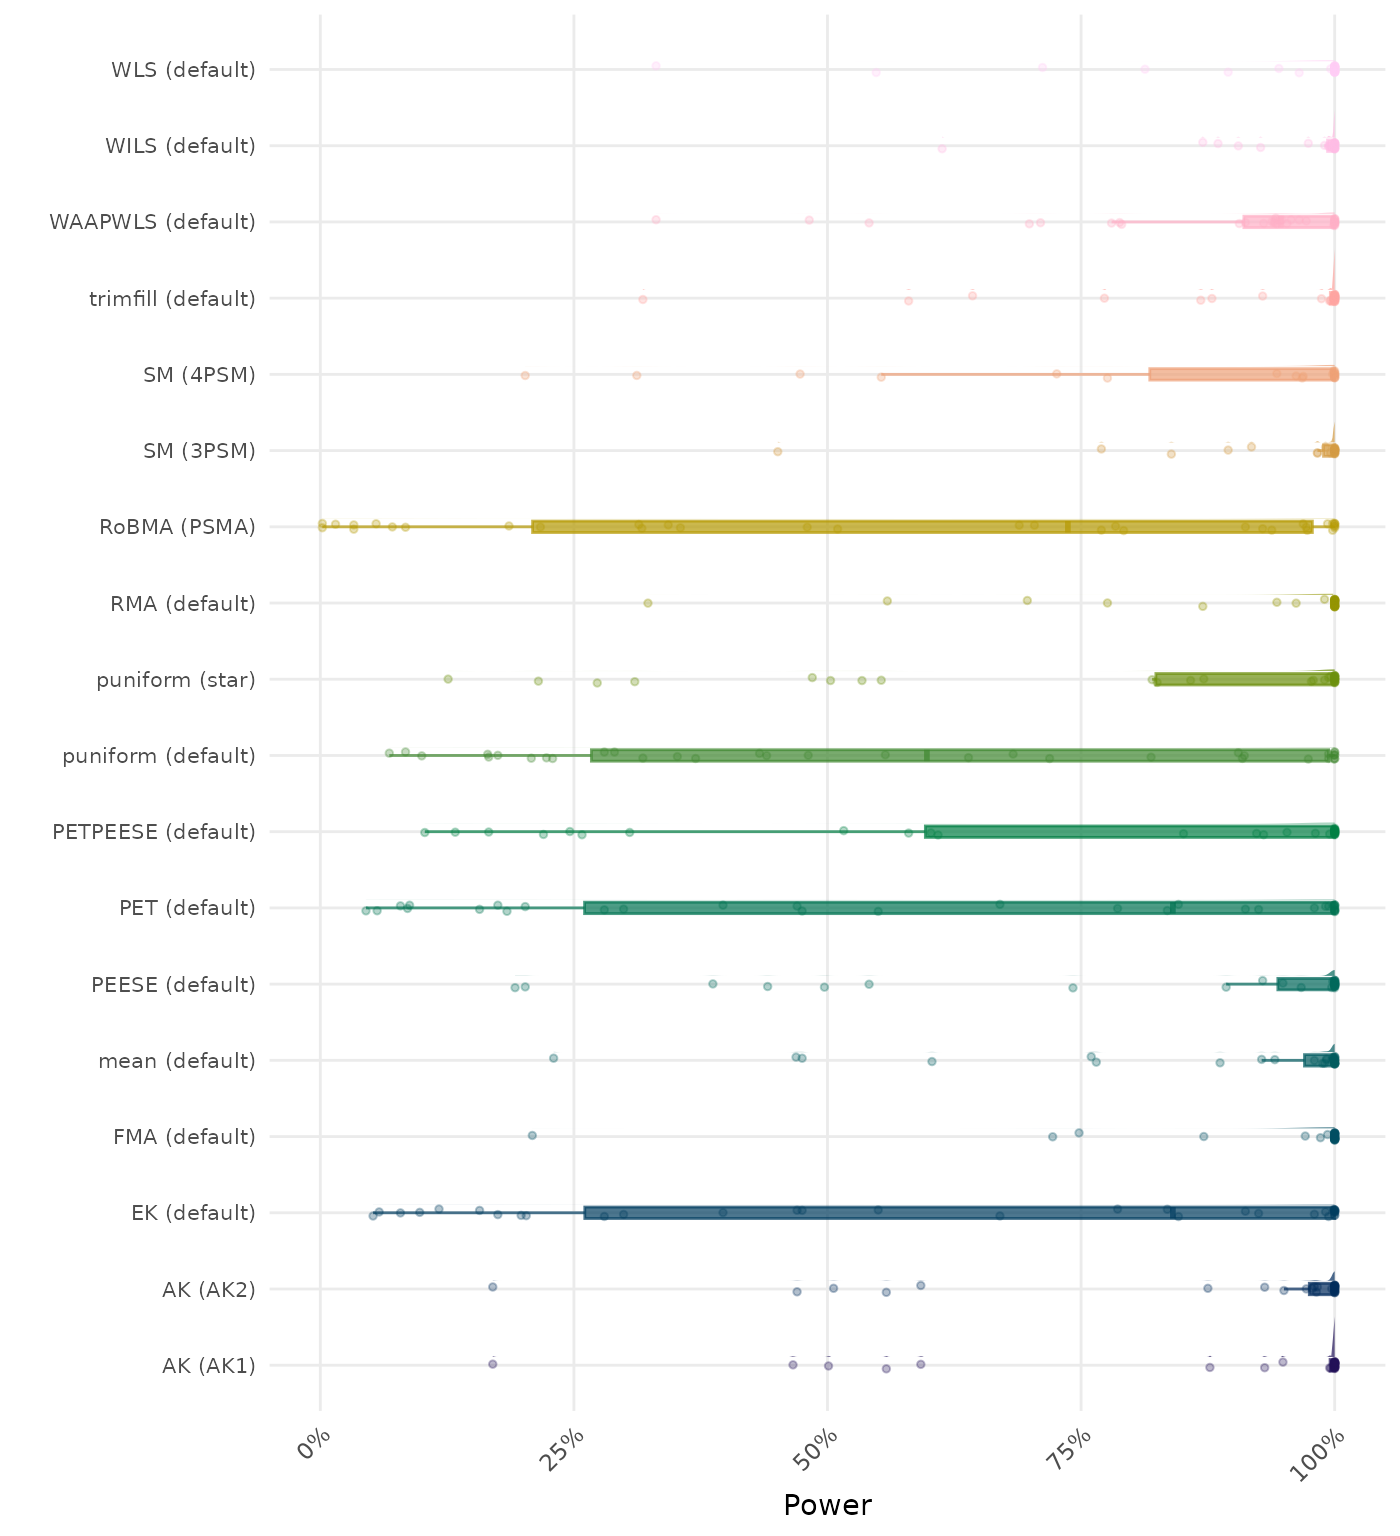 WLS (default)
WILS (default)
WAAPWLS (default)
trimfill (default)
SM (4PSM)
SM (3PSM)
RoBMA (PSMA)
RMA (default)
puniform (star)
puniform (default)
PETPEESE (default)
PET (default)
PEESE (default)
mean (default)
FMA (default)
EK (default)
AK (AK2)
AK (AK1)
0%
25%
50%
75%
100%
Power